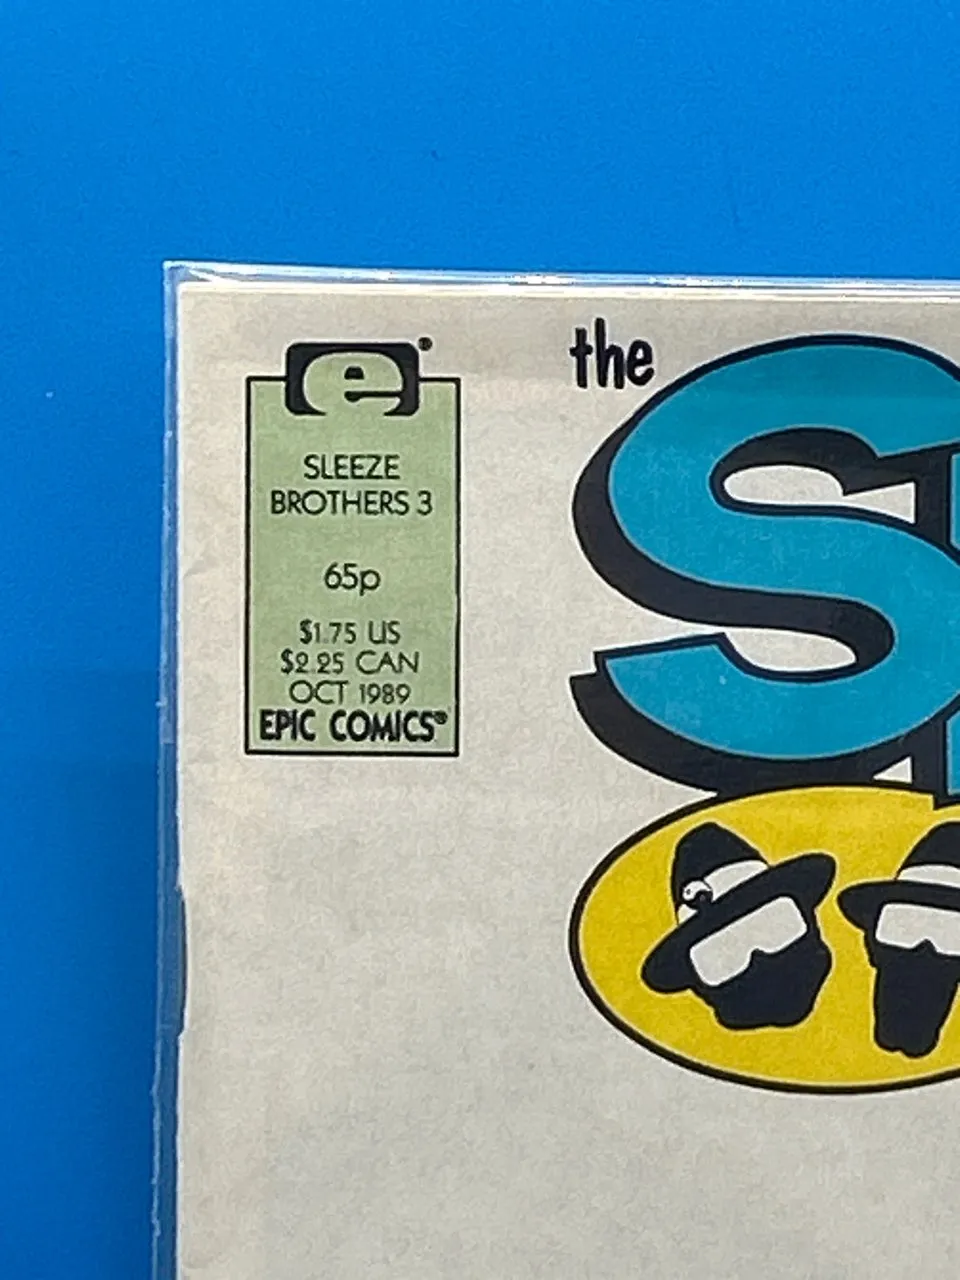 e®
SLEEZE
BROTHERS 3
65p
$1.75 US
$2.25 CAN
OCT 1989
EPIC COMICS®
the
S